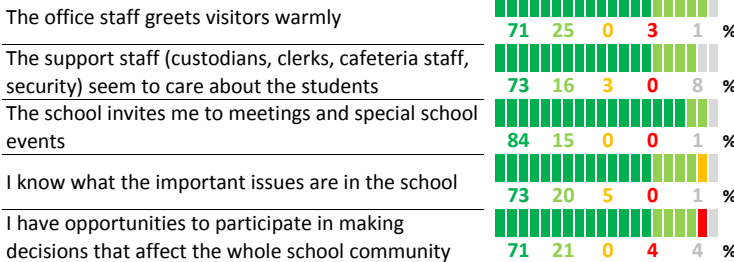 The office staff greets visitors warmly
71 25 0 3 1 %
The support staff (custodians, clerks, cafeteria staff,
security) seem to care about the students
73 16 3 0 8 %
The school invites me to meetings and special school
events
84 15 0 0 1 %
I know what the important issues are in the school
73 20 5 0 1 %
I have opportunities to participate in making
decisions that affect the whole school community
71 21 0 4 4 %